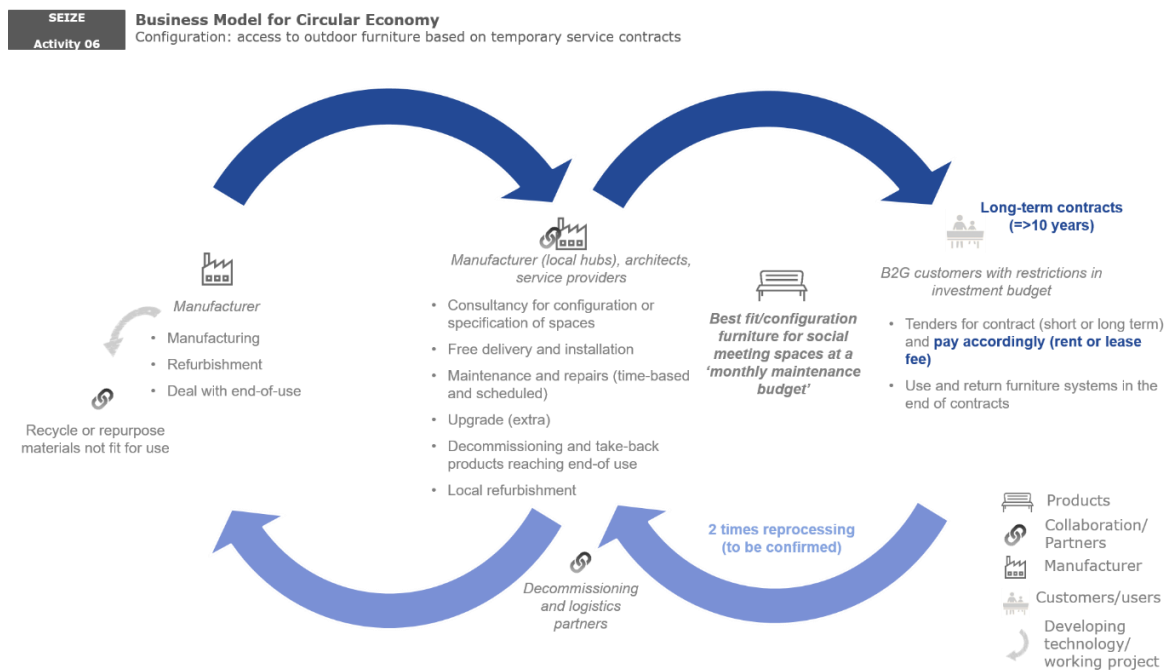 SEIZE
Activity 06
Business Model for Circular Economy
Configuration: access to outdoor furniture based on temporary service contracts
Manufacturer
• Manufacturing
• Refurbishment
• Deal with end-of-use
Recycle or repurpose
materials not fit for use
Manufacturer (local hubs), architects,
service providers
• Consultancy for configuration or
specification of spaces
• Free delivery and installation
• Maintenance and repairs (time-based
and scheduled)
• Upgrade (extra)
• Decommissioning and take-back
products reaching end-of use
• Local refurbishment
Best fit/configuration
furniture for social
meeting spaces at a
‘monthly maintenance
budget’
Long-term contracts
(=>10 years)
B2G customers with restrictions in
investment budget
• Tenders for contract (short or long term)
and pay accordingly (rent or lease
fee)
• Use and return furniture systems in the
end of contracts
2 times reprocessing
(to be confirmed)
Decommissioning
and logistics
partners
Products
Collaboration/
Partners
Manufacturer
Customers/users
Developing
technology/
working project